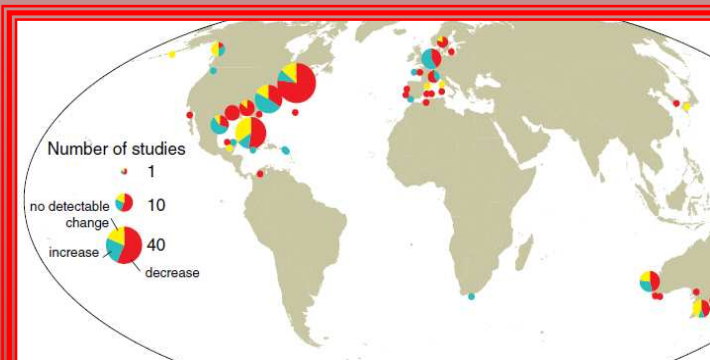 Number of studies
1
no detectable
change
10
increase
40
decrease